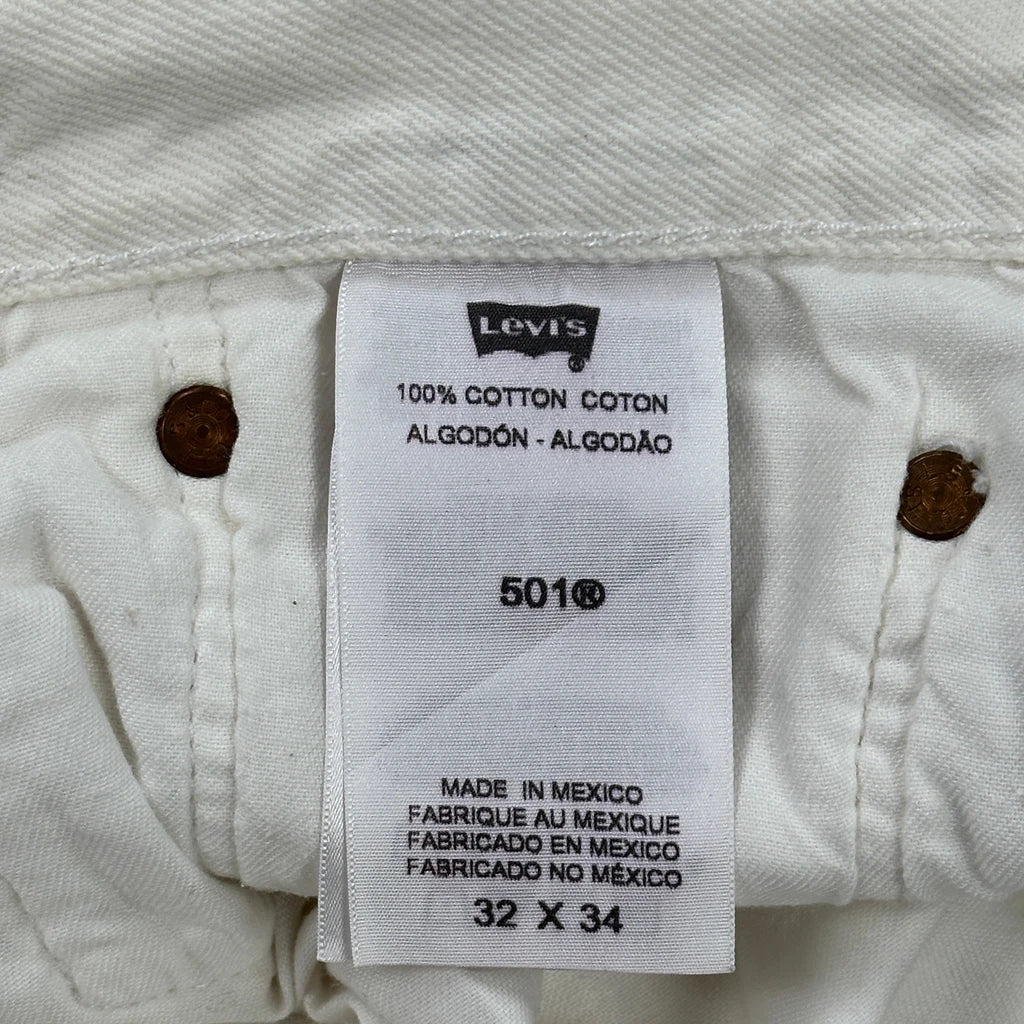 Levi's
®
100% COTTON COTON
ALGODÓN - ALGODÃO
501®
MADE IN MEXICO
FABRIQUE AU MEXIQUE
FABRICADO EN MEXICO
FABRICADO NO MÉXICO
32 X 34